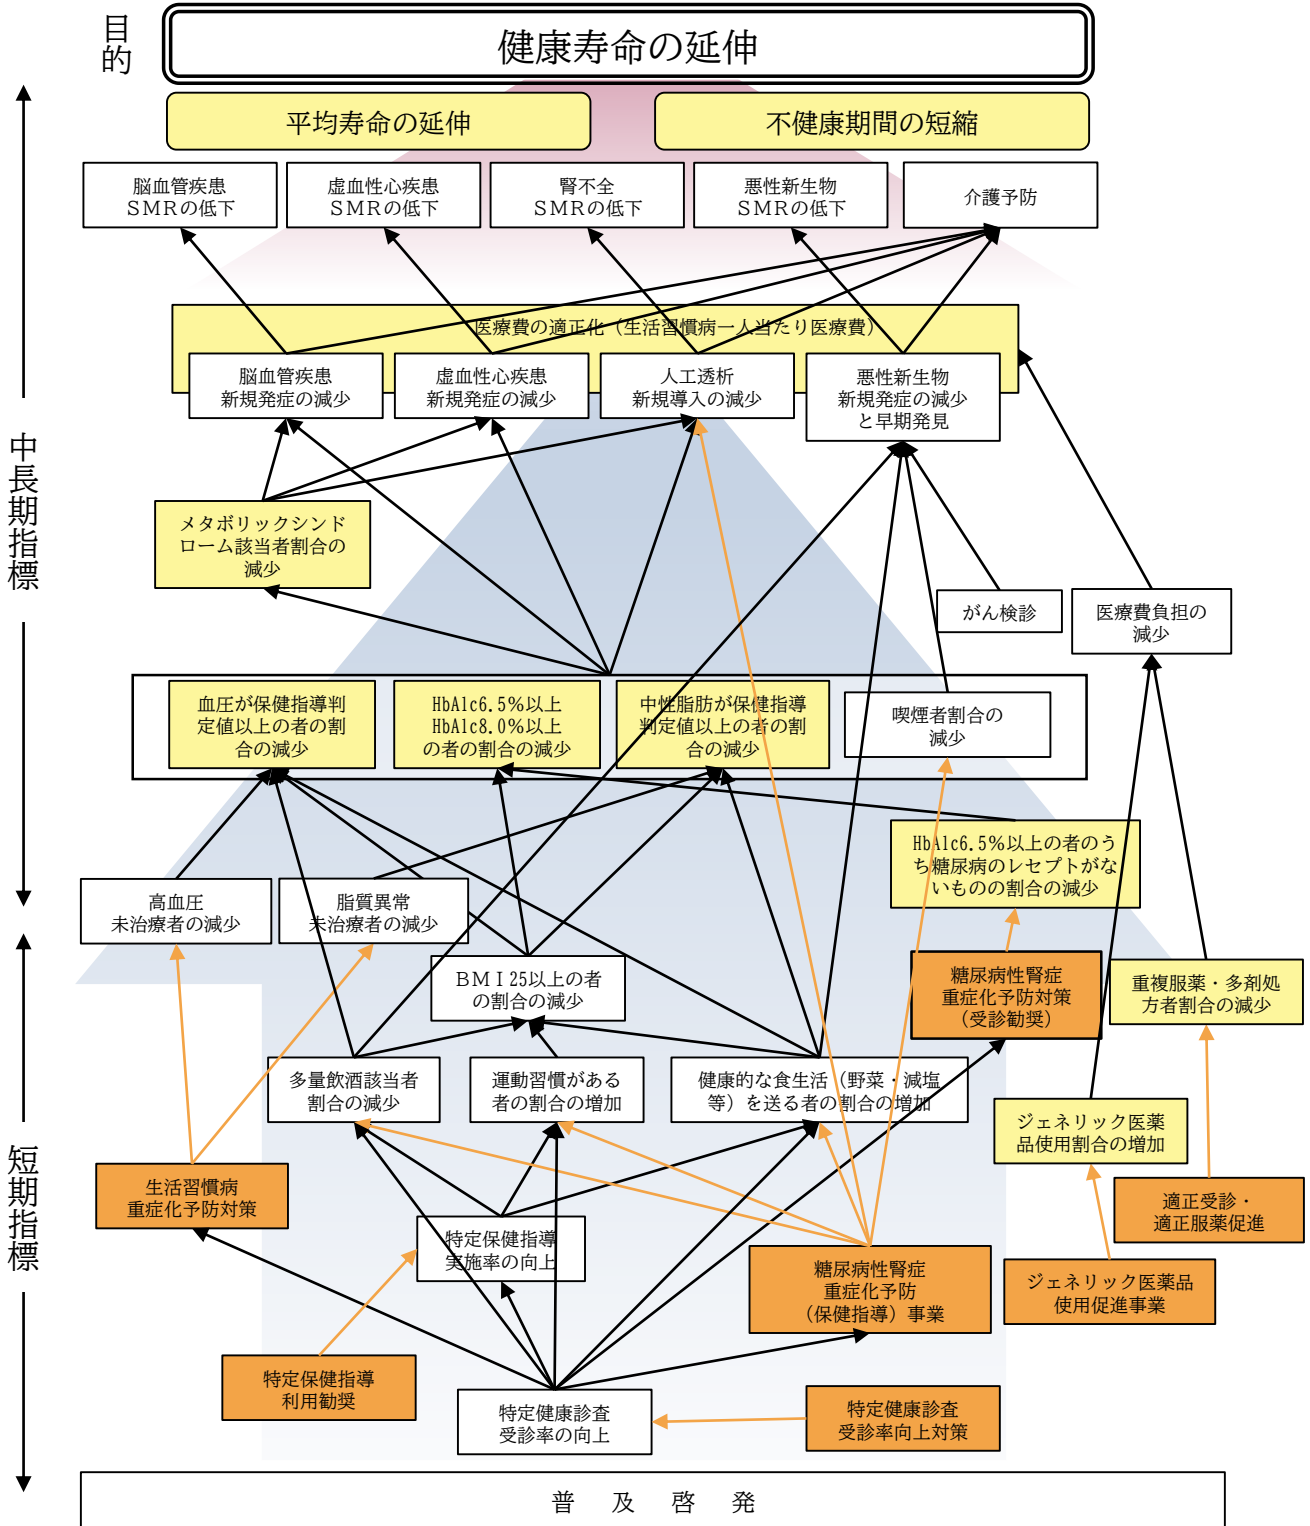 目的
健康寿命の延伸
平均寿命の延伸
不健康期間の短縮
脳血管疾患
SMRの低下
虚血性心疾患
SMRの低下
腎不全
SMRの低下
悪性新生物
SMRの低下
介護予防
医療費の適正化（生活習慣病一人当たり医療費）
脳血管疾患
新規発症の減少
虚血性心疾患
新規発症の減少
人工透析
新規導入の減少
悪性新生物
新規発症の減少
と早期発見
中長期指標
メタボリックシンド
ローム該当者割合の
減少
がん検診
医療費負担の
減少
血圧が保健指導判
定値以上の者の割
合の減少
HbA1c6.5%以上
HbA1c8.0%以上
の者の割合の減少
中性脂肪が保健指導
判定値以上の者の割
合の減少
喫煙者割合の
減少
HbA1c6.5%以上の者のう
ち糖尿病のレセプトがな
いものの割合の減少
高血圧
未治療者の減少
脂質異常
未治療者の減少
BMI25以上の者
の割合の減少
糖尿病性腎症
重症化予防対策
（受診勧奨）
重複服薬・多剤処
方者割合の減少
短期指標
多量飲酒該当者
割合の減少
運動習慣がある
者の割合の増加
健康的な食生活（野菜・減塩
等）を送る者の割合の増加
ジェネリック医薬
品使用割合の増加
生活習慣病
重症化予防対策
適正受診・
適正服薬促進
特定保健指導
実施率の向上
糖尿病性腎症
重症化予防
（保健指導）事業
ジェネリック医薬品
使用促進事業
特定保健指導
利用勧奨
特定健康診査
受診率の向上
特定健康診査
受診率向上対策
普及啓発